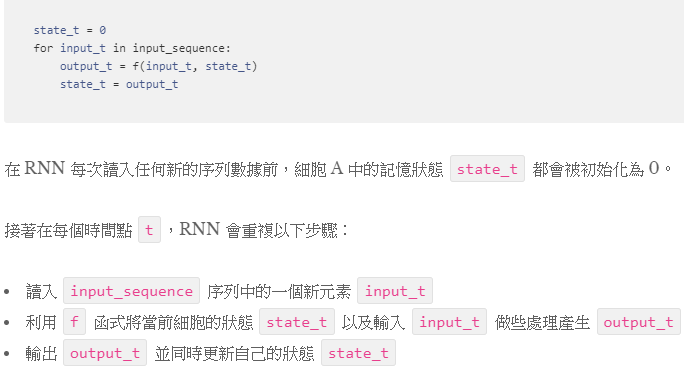 state_t = 0
for input_t in input_sequence:
    output_t = f(input_t, state_t)
    state_t = output_t
在 RNN 每次讀入任何新的序列數據前，細胞 A 中的記憶狀態 state_t 都會被初始化為 0。
接著在每個時間點 t ，RNN 會重複以下步驟：
• 讀入 input_sequence 序列中的一個新元素 input_t
• 利用 f 函式將當前細胞的狀態 state_t 以及輸入 input_t 做些處理產生 output_t
• 輸出 output_t 並同時更新自己的狀態 state_t